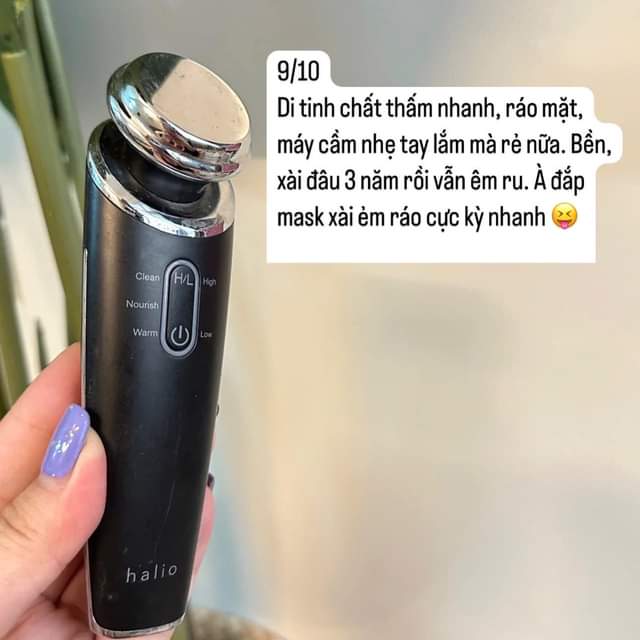 9/10
Di tinh chất thấm nhanh, ráo mặt,
máy cầm nhẹ tay lắm mà rẻ nữa. Bền,
xài đâu 3 năm rồi vẫn êm ru. À đắp
mask xài ẻm ráo cực kỳ nhanh 😝
Clean H/L High
Nourish
Warm Low
halio